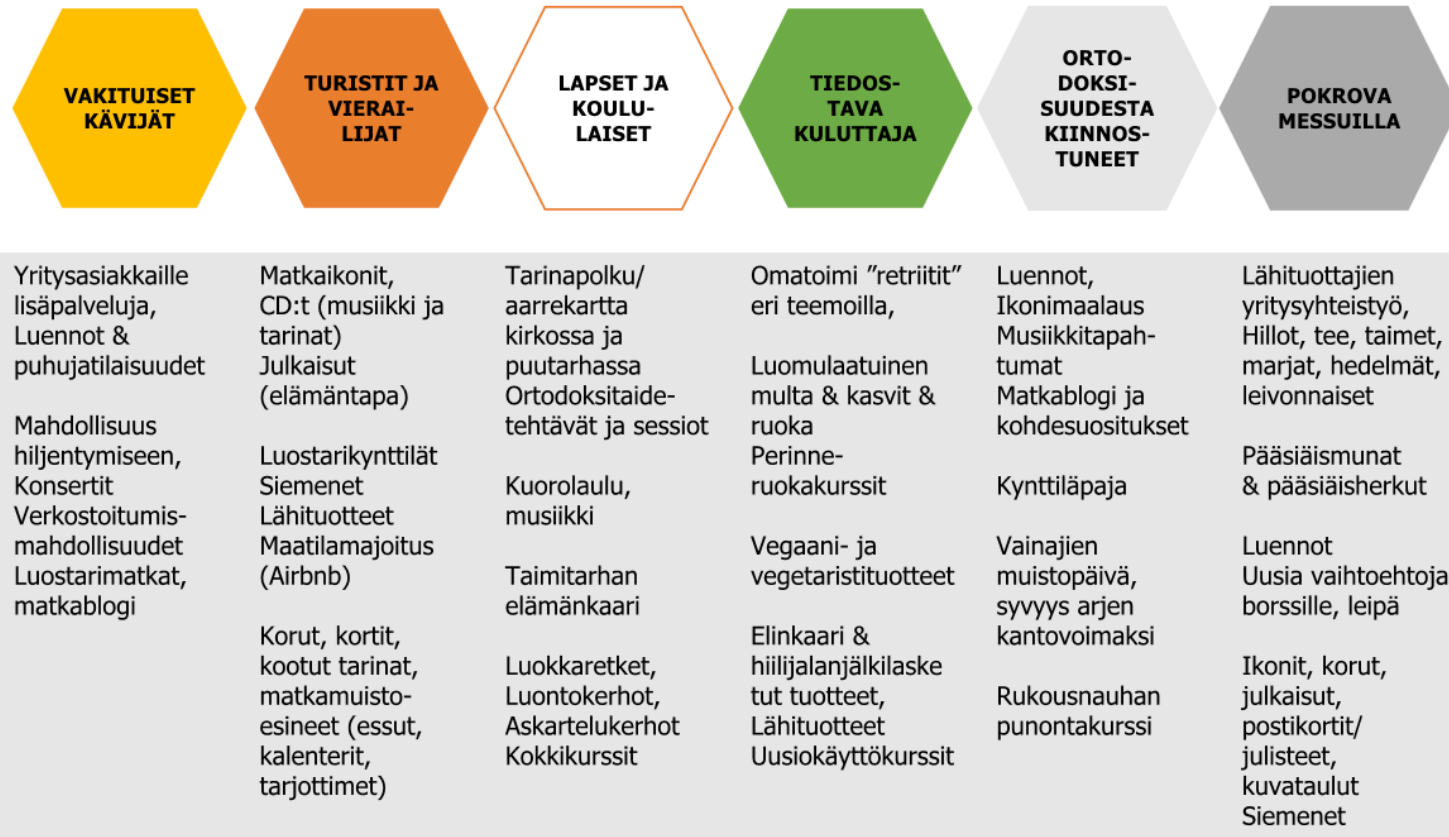 VAKITUISET
KÄVIJÄT
TURISTIT JA
VIERAI-
LIJAT
LAPSET JA
KOULU-
LAISET
TIEDOS-
TAVA
KULUTTAJA
ORTO-
DOKSI-
SUUDESTA
KIINNOS-
TUNEET
POKROVA
MESSUILLA
Yritysasiakkaille
lisäpalveluja,
Luennot &
puhujatilaisuudet
Mahdollisuus
hiljentymiseen,
Konsertit
Verkostoitumis-
mahdollisuudet
Luostarimatkat,
matkablogi
Matkaikonit,
CD:t (musiikki ja
tarinat)
Julkaisut
(elämäntapa)
Luostarikynttilät
Siemenet
Lähituotteet
Maatilamajoitus
(Airbnb)
Korut, kortit,
kootut tarinat,
matkamuisto-
esineet (essut,
kalenterit,
tarjottimet)
Tarinapolku/
aarrekartta
kirkossa ja
puutarhassa
Ortodoksitaide-
tehtävät ja sessiot
Kuorolaulu,
musiikki
Taimitarhan
elämänkaari
Luokkaretket,
Luontokerhot,
Askartelukerhot
Kokkikurssit
Omatoimi ”retriitit”
eri teemoilla,
Luomulaatuinen
multa & kasvit &
ruoka
Perinne-
ruokakurssit
Vegaani- ja
vegetaristituotteet
Elinkaari &
hiilijalanjälkilaske
tut tuotteet,
Lähituotteet
Uusiokäyttökurssit
Luennot,
Ikonimaalaus
Musiikkitapah-
tumat
Matkablogi ja
kohdesuositukset
Kynttiläpaja
Vainajien
muistopäivä,
syvyys arjen
kantovoimaksi
Rukousnauhan
punontakurssi
Lähituottajien
yritysyhteistyö,
Hillot, tee, taimet,
marjat, hedelmät,
leivonnaiset
Pääsiäismunat
& pääsiäisherkut
Luennot
Uusia vaihtoehtoja
borssille, leipä
Ikonit, korut,
julkaisut,
postikortit/
julisteet,
kuvataulut
Siemenet